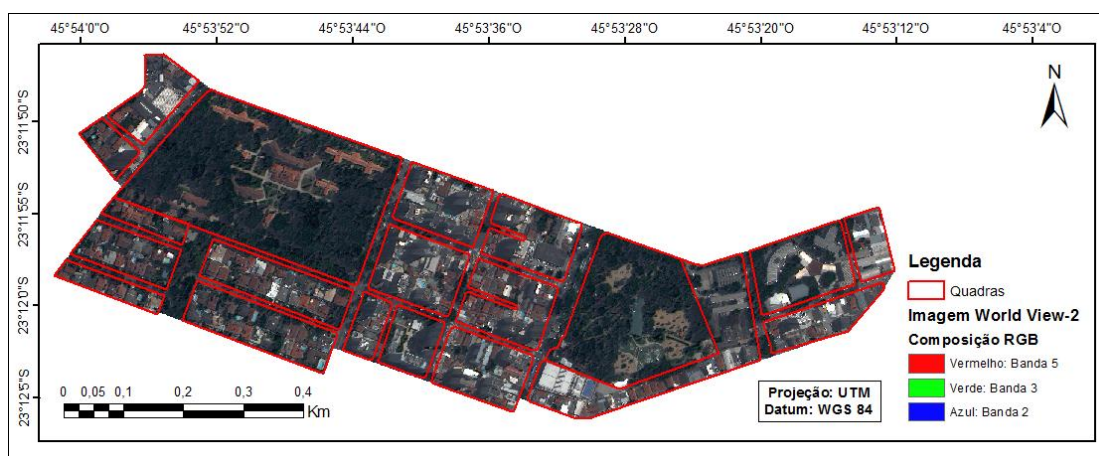 45°54'0"O 45°53'52"O 45°53'44"O 45°53'36"O 45°53'28"O 45°53'20"O 45°53'12"O 45°53'4"O
23°11'50"S
23°11'55"S
23°12'0"S
23°12'5"S
N
Legenda
Quadras
Imagem World View-2
Composição RGB
Vermelho: Banda 5
Verde: Banda 3
Azul: Banda 2
Projeção: UTM
Datum: WGS 84
0 0,05 0,1 0,2 0,3 0,4
Km